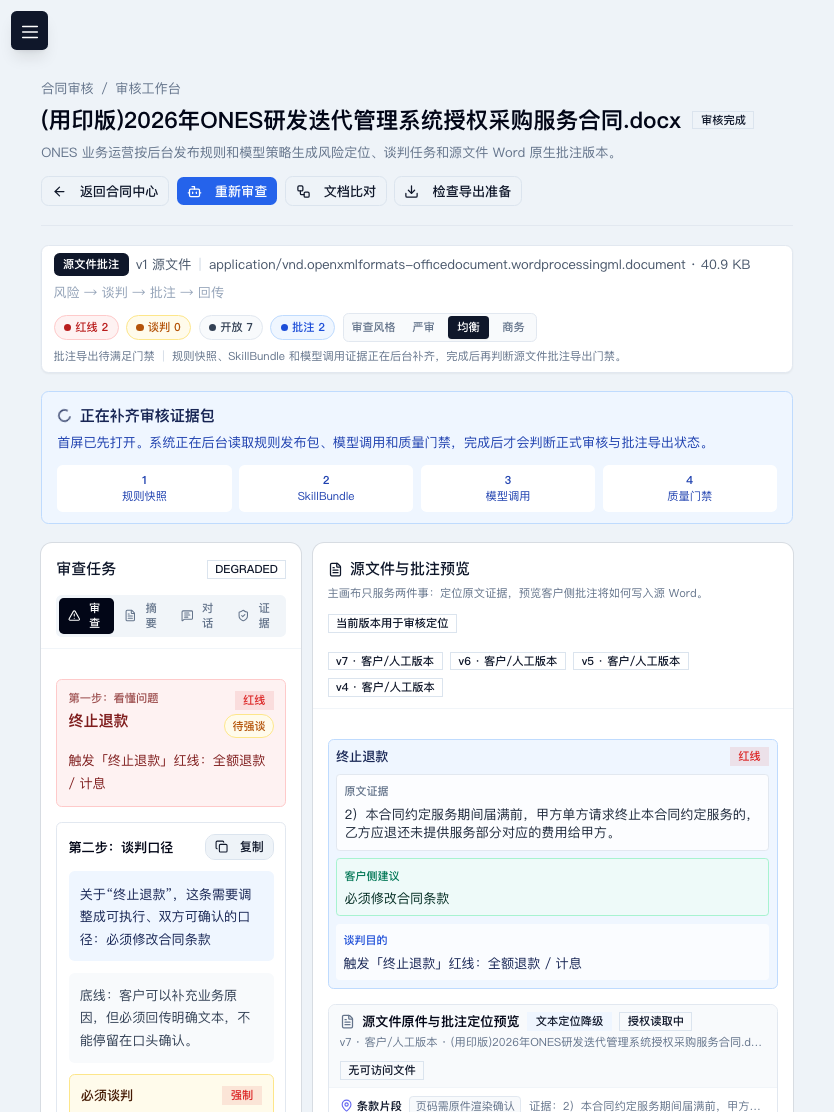 合同审核 / 审核工作台
(用印版)2026年ONES研发迭代管理系统授权采购服务合同.docx 审核完成
ONES 业务运营按后台发布规则和模型策略生成风险定位、谈判任务和源文件 Word 原生批注版本。
返回合同中心 重新审查 文档比对 检查导出准备
源文件批注 v1 源文件 | application/vnd.openxmlformats-officedocument.wordprocessingml.document · 40.9 KB
风险 → 谈判 → 批注 → 回传
红线 2 谈判 0 开放 7 批注 2 审查风格 严审 均衡 商务
批注导出待满足门禁 | 规则快照、SkillBundle 和模型调用证据正在后台补齐，完成后再判断源文件批注导出门禁。
正在补齐审核证据包
首屏已先打开。系统正在后台读取规则发布包、模型调用和质量门禁，完成后才会判断正式审核与批注导出状态。
1 2 3 4
规则快照 SkillBundle 模型调用 质量门禁
审查任务 DEGRADED
审查 摘要 对话 证据
第一步：看懂问题 红线
终止退款 待强谈
触发「终止退款」红线：全额退款
/ 计息
第二步：谈判口径 复制
关于“终止退款”，这条需要调
整成可执行、双方可确认的口
径：必须修改合同条款
底线：客户可以补充业务原
因，但必须回传明确文本，不
能停留在口头确认。
必须谈判 强制
源文件与批注预览
主画布只服务两件事：定位原文证据，预览客户侧批注将如何写入源 Word。
当前版本用于审核定位
v7 · 客户/人工版本 v6 · 客户/人工版本 v5 · 客户/人工版本
v4 · 客户/人工版本
终止退款 红线
原文证据
2）本合同约定服务期间届满前，甲方单方请求终止本合同约定服务的，
乙方应退还未提供服务部分对应的费用给甲方。
客户侧建议
必须修改合同条款
谈判目的
触发「终止退款」红线：全额退款 / 计息
源文件原件与批注定位预览 文本定位降级 授权读取中
v7 · 客户/人工版本 · (用印版)2026年ONES研发迭代管理系统授权采购服务合同.d...
无可访问文件
条款片段 页码需原件渲染确认 证据：2）本合同约定服务期间届满前，甲方...